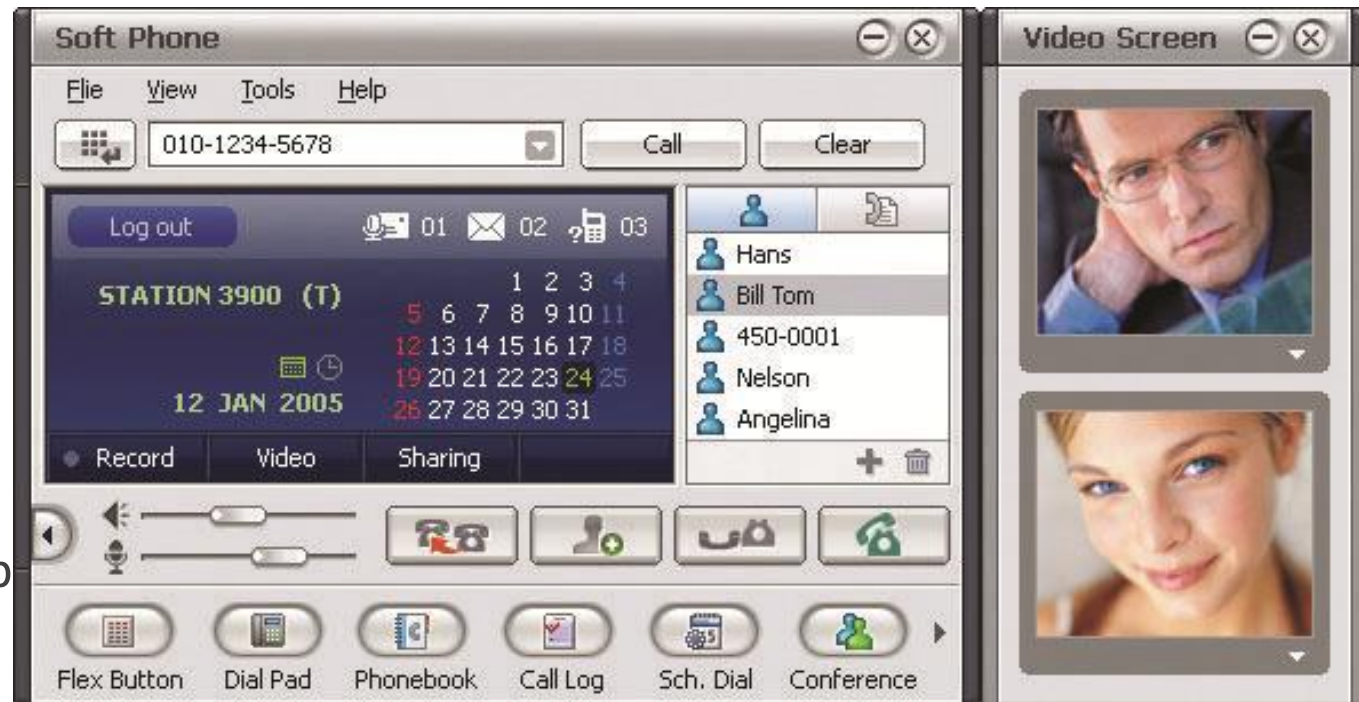 Soft Phone
Flie View Tools Help
010-1234-5678 Call Clear
Log out 01 02 03
STATION 3900 (T)
12 JAN 2005
1 2 3 4
5 6 7 8 9 10 11
12 13 14 15 16 17 18
19 20 21 22 23 24 25
26 27 28 29 30 31
Record Video Sharing
Hans
Bill Tom
450-0001
Nelson
Angelina
Flex Button Dial Pad Phonebook Call Log Sch. Dial Conference
Video Screen